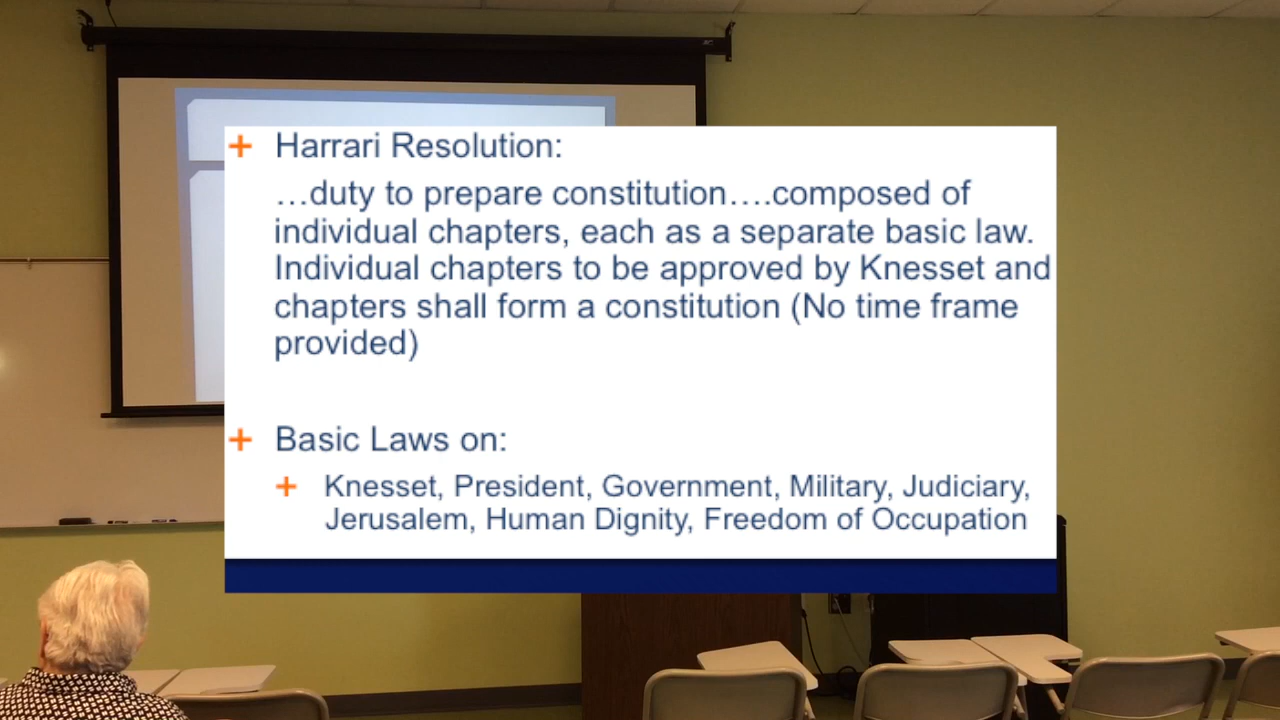 + Harrari Resolution:
…duty to prepare constitution….composed of
individual chapters, each as a separate basic law.
Individual chapters to be approved by Knesset and
chapters shall form a constitution (No time frame
provided)
+ Basic Laws on:
+ Knesset, President, Government, Military, Judiciary,
Jerusalem, Human Dignity, Freedom of Occupation